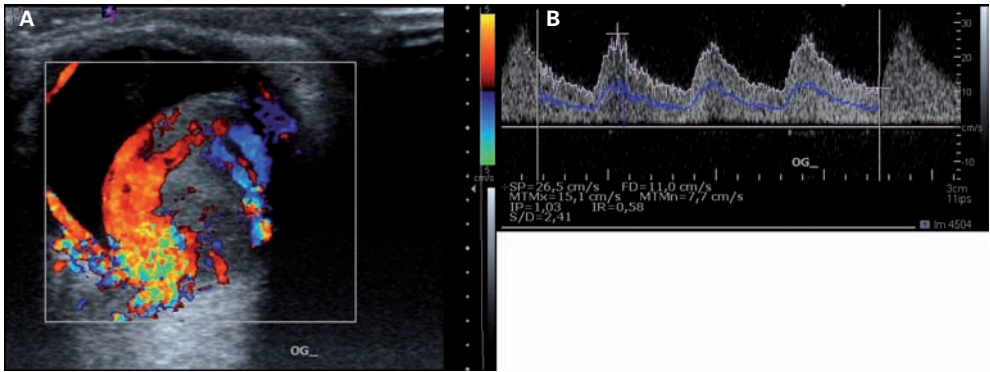 A
5
5
cm/s
OG_
B
30
20
10
cm/s
-10
OG_
÷SP=26,5 cm/s FD=11,0 cm/s
MTMx=15,1 cm/s MTMn=7,7 cm/s
IP=1,03 IR=0,58
S/D=2,41
3cm
11ips
Im 4504